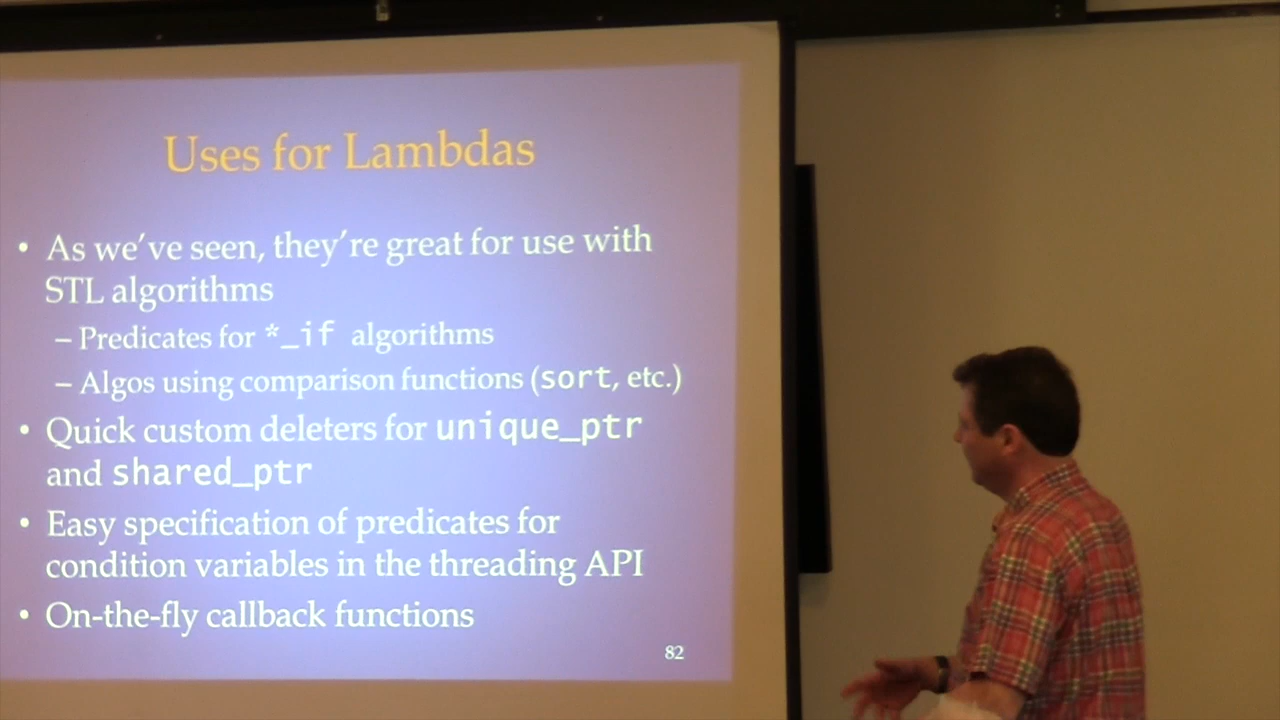 Uses for Lambdas
• As we've seen, they're great for use with
STL algorithms
– Predicates for *_if algorithms
– Algos using comparison functions (sort, etc.)
• Quick custom deleters for unique_ptr
and shared_ptr
• Easy specification of predicates for
condition variables in the threading API
• On-the-fly callback functions
82